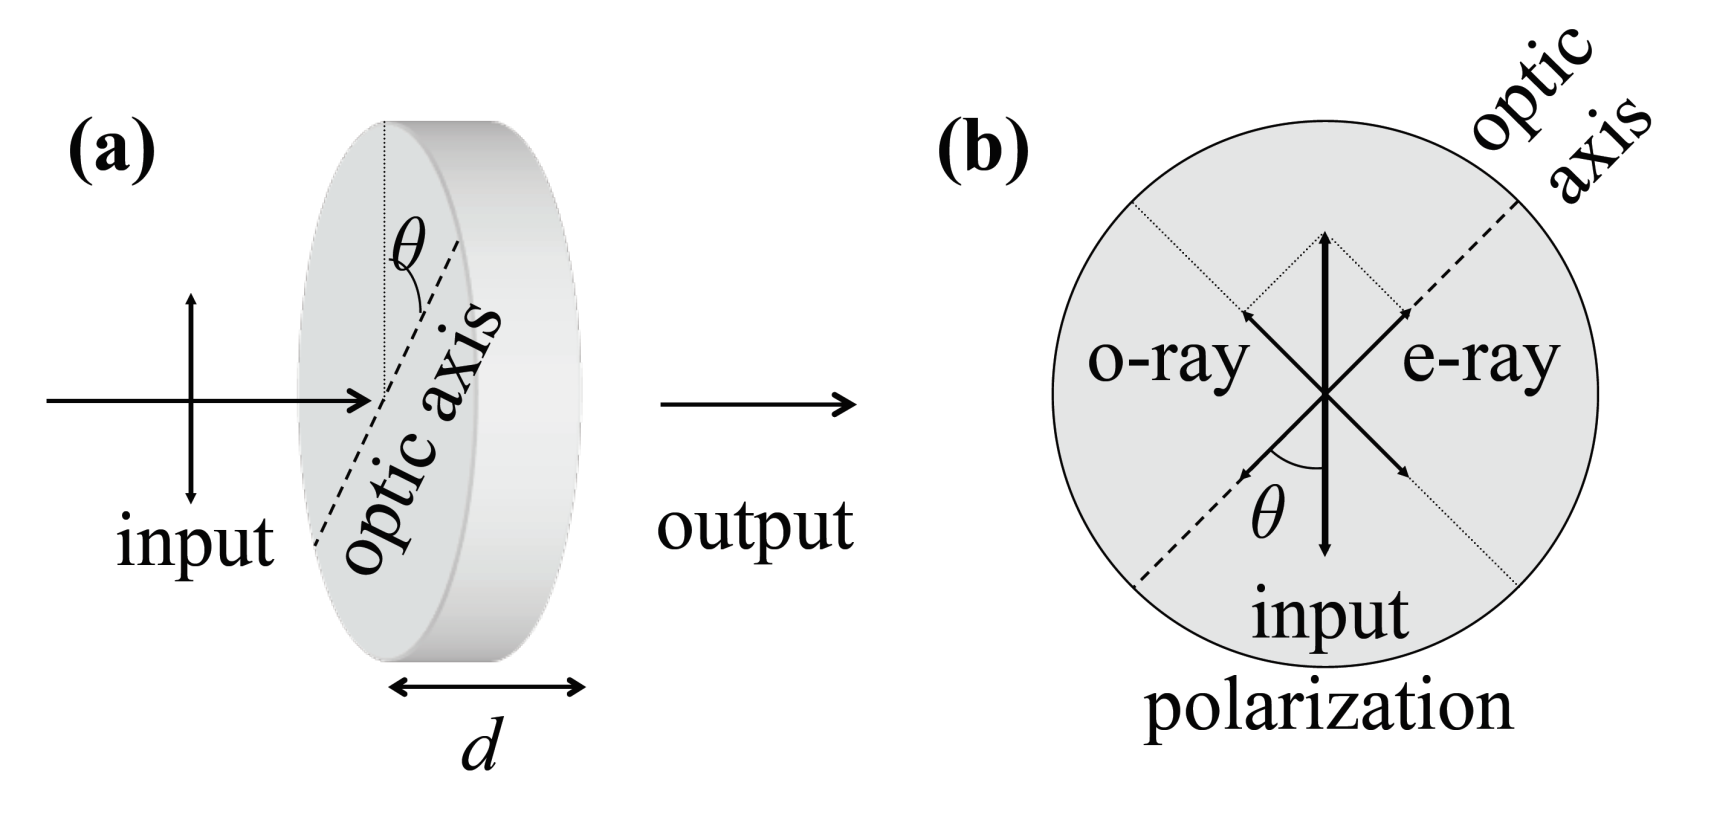 (a)
θ
optic axis
input
output
d
(b)
optic
axis
o-ray
e-ray
θ
input
polarization